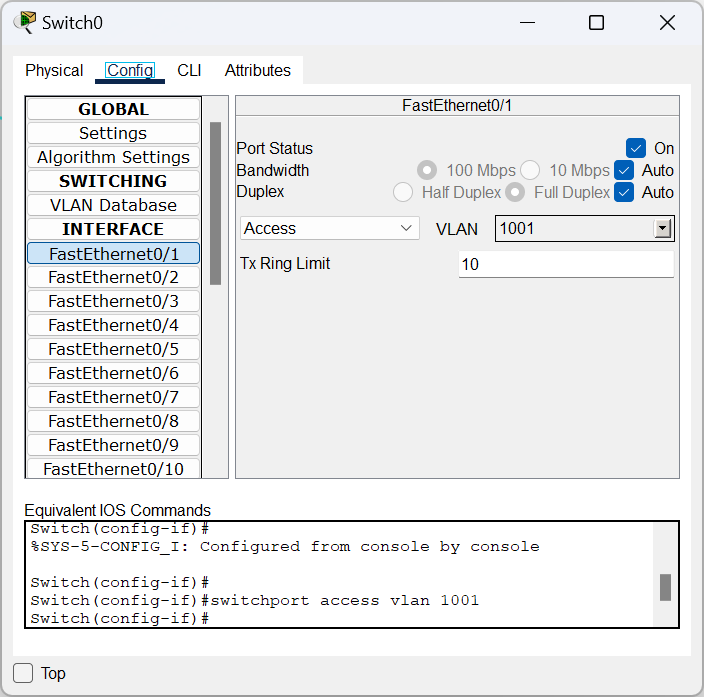 Switch0
Physical Config CLI Attributes
GLOBAL
Settings
Algorithm Settings
SWITCHING
VLAN Database
INTERFACE
FastEthernet0/1
FastEthernet0/2
FastEthernet0/3
FastEthernet0/4
FastEthernet0/5
FastEthernet0/6
FastEthernet0/7
FastEthernet0/8
FastEthernet0/9
FastEthernet0/10
FastEthernet0/1
Port Status On
Bandwidth 100 Mbps 10 Mbps Auto
Duplex Half Duplex Full Duplex Auto
Access VLAN 1001
Tx Ring Limit 10
Equivalent IOS Commands
Switch(config-if)#
%SYS-5-CONFIG_I: Configured from console by console
Switch(config-if)#
Switch(config-if)#switchport access vlan 1001
Switch(config-if)#
Top